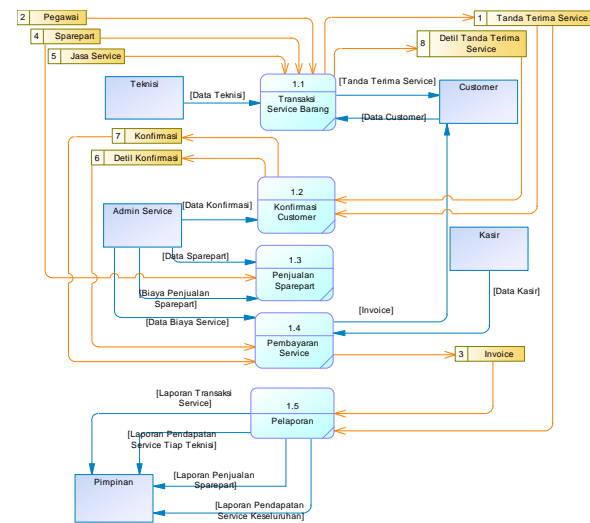 2 Pegawai
1 Tanda Terima Service
4 Sparepart
8 Detil Tanda Terima
Service
5 Jasa Service
Teknisi
[Data Teknisi]
1.1
Transaksi
Service Barang
[Tanda Terima Service]
[Data Customer]
Customer
7 Konfirmasi
6 Detil Konfirmasi
1.2
Konfirmasi
Customer
Admin Service
[Data Konfirmasi]
Kasir
[Data Sparepart]
1.3
Penjualan
Sparepart
[Biaya Penjualan
Sparepart]
[Data Kasir]
[Invoice]
[Data Biaya Service]
1.4
Pembayaran
Service
3 Invoice
[Laporan Transaksi
Service]
1.5
Pelaporan
[Laporan Pendapatan
Service Tiap Teknisi]
[Laporan Penjualan
Sparepart]
Pimpinan
[Laporan Pendapatan
Service Keseluruhan]